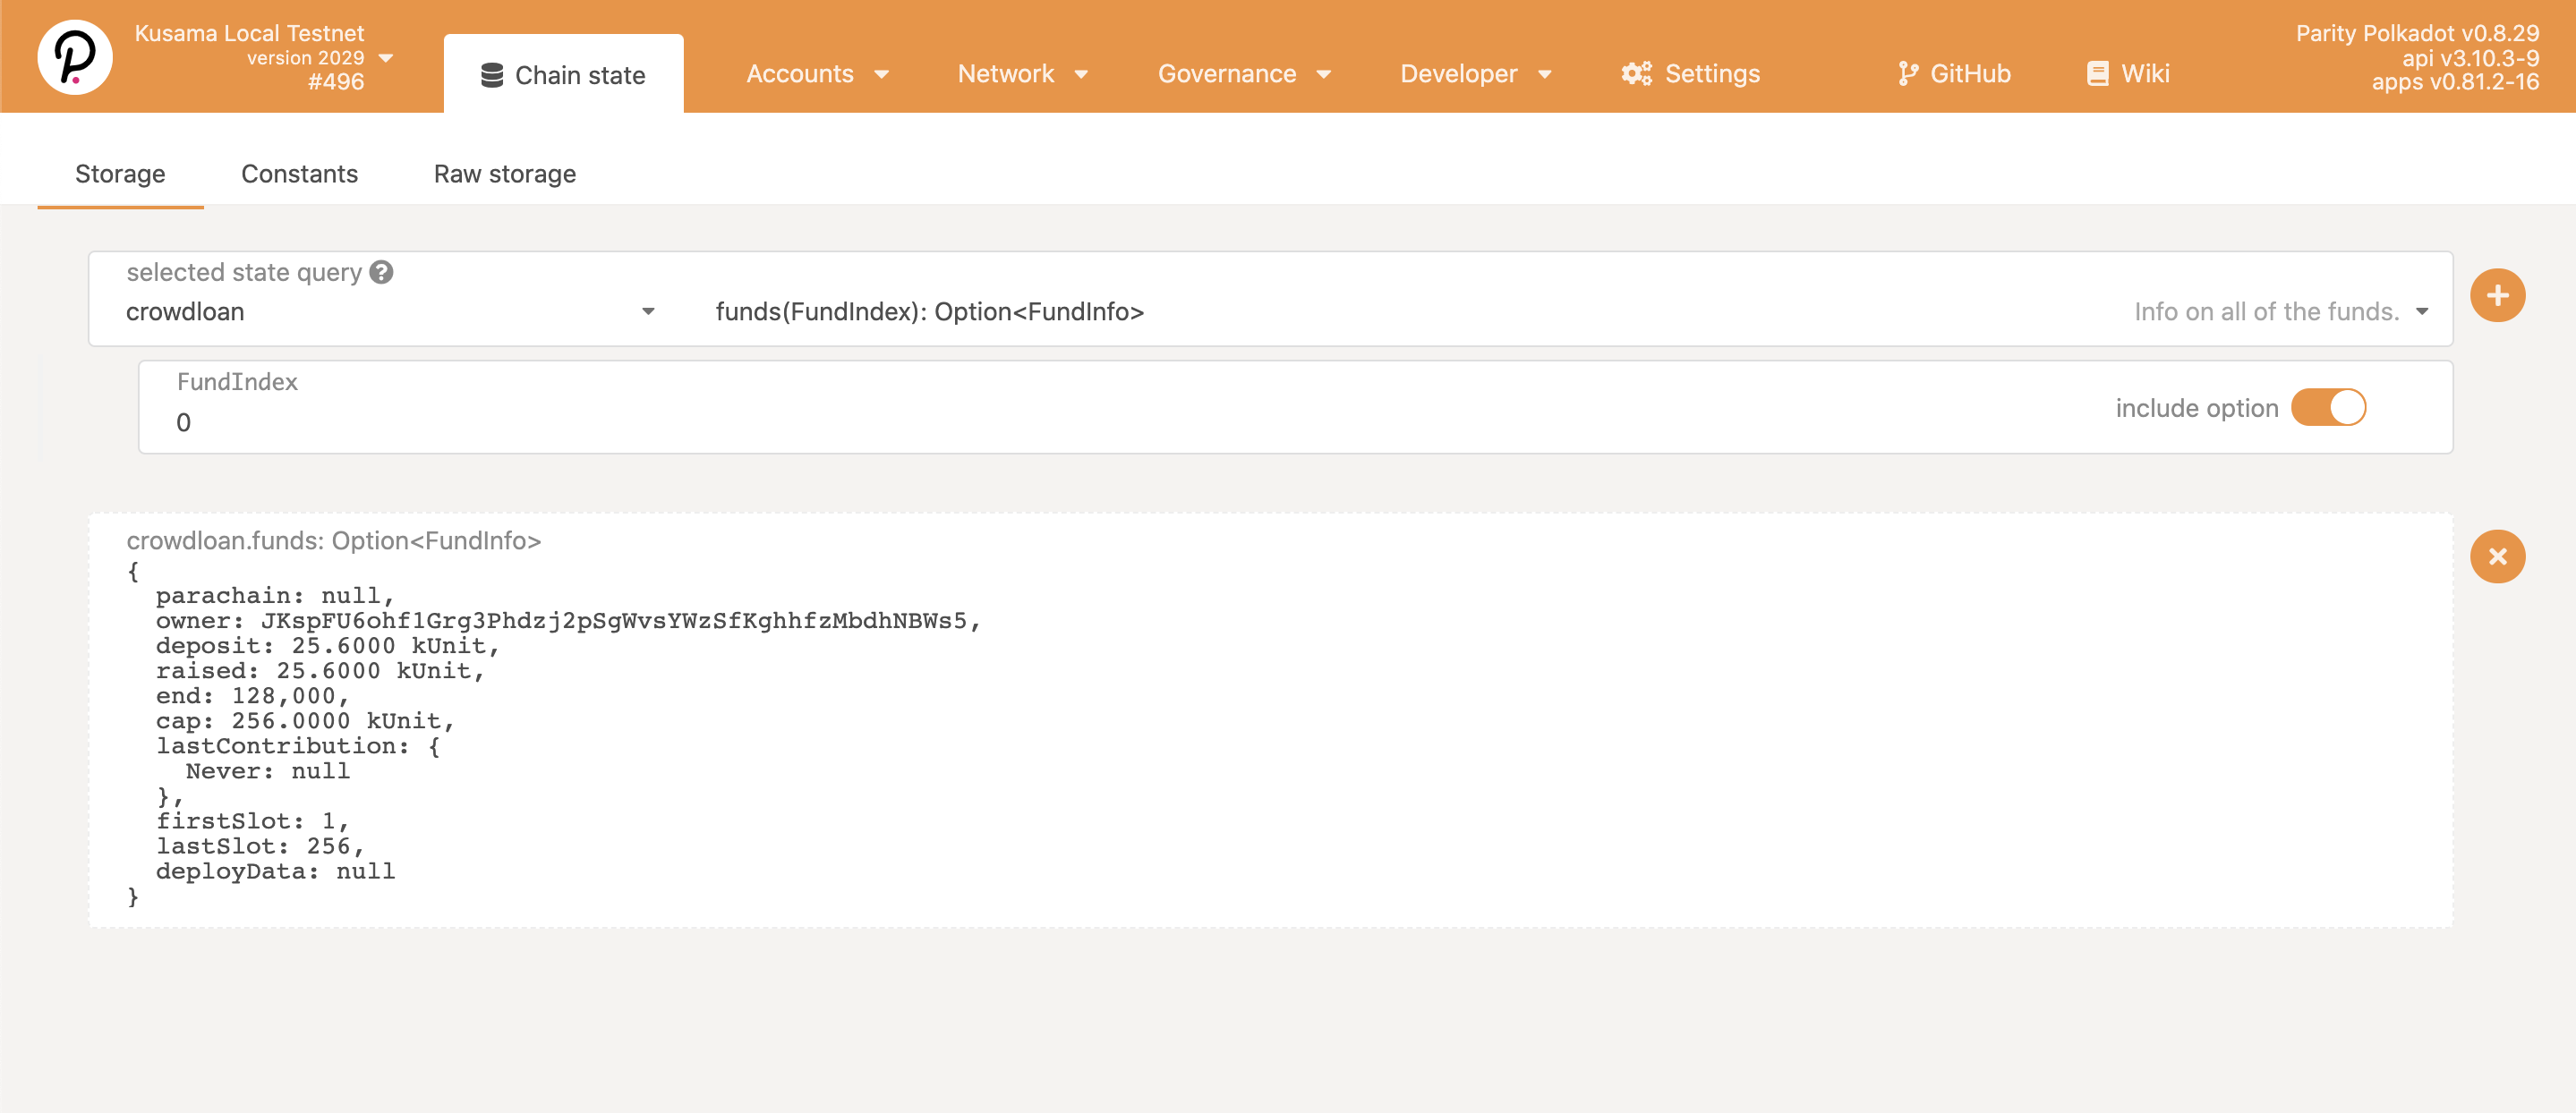 Kusama Local Testnet
version 2029
#496
Chain state
Accounts
Network
Governance
Developer
Settings
GitHub
Wiki
Parity Polkadot v0.8.29
api v3.10.3-9
apps v0.81.2-16
Storage
Constants
Raw storage
selected state query
crowdloan
funds(FundIndex): Option<FundInfo>
Info on all of the funds.
FundIndex
0
include option
crowdloan.funds: Option<FundInfo>
{
parachain: null,
owner: JKspFU6ohf1Grg3Phdzj2pSgWvsYWzSfKghhfzMbdhNBWs5,
deposit: 25.6000 kUnit,
raised: 25.6000 kUnit,
end: 128,000,
cap: 256.0000 kUnit,
lastContribution: {
Never: null
},
firstSlot: 1,
lastSlot: 256,
deployData: null
}